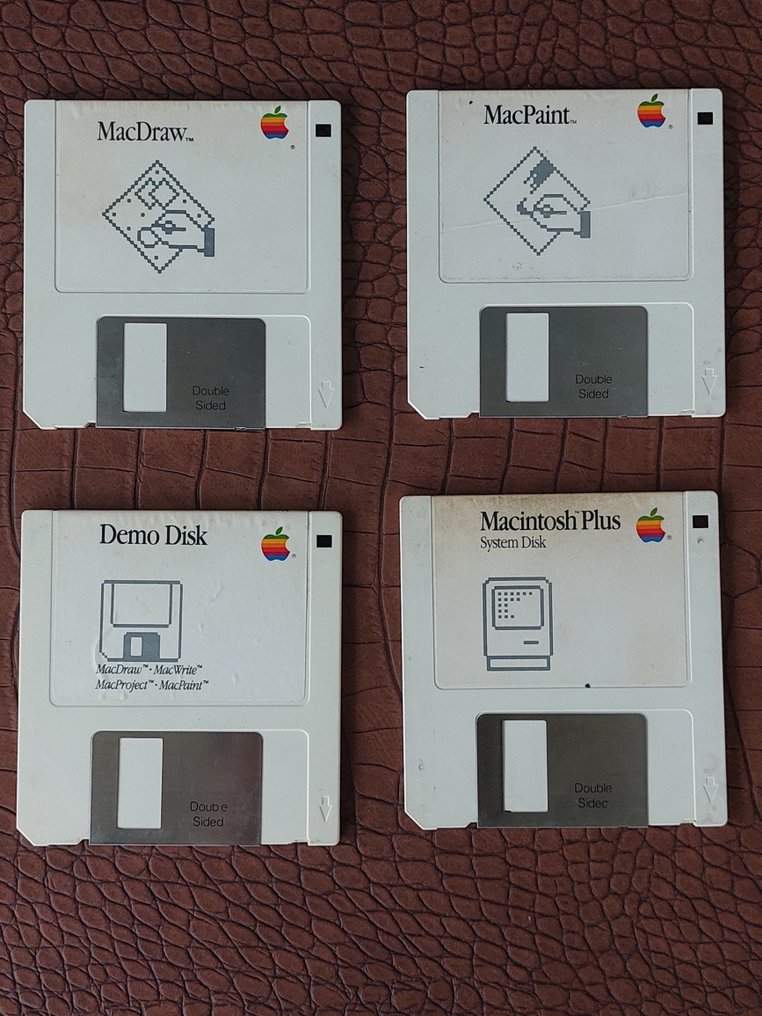 MacDraw™
Double
Sided
MacPaint™
Double
Sided
Demo Disk
MacDraw™ · MacWrite™
MacProject™ · MacPaint™
Doub e
Sided
Macintosh™ Plus
System Disk
Double
Sidec